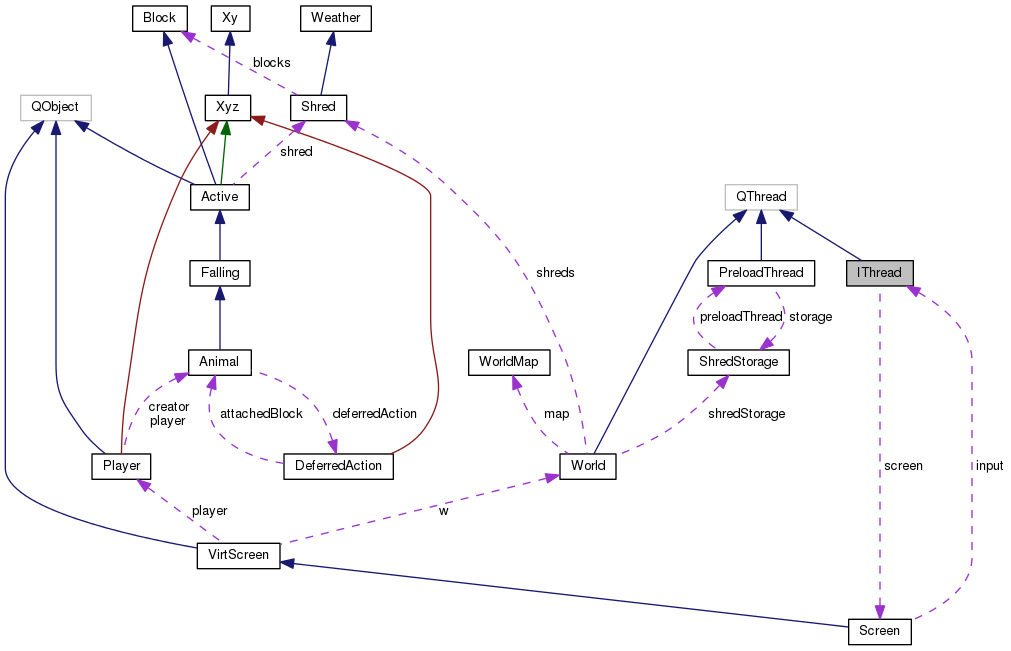 Block
Xy
Weather
blocks
QObject
Xyz
Shred
shred
Active
QThread
Falling
shreds
PreloadThread
IThread
preloadThread
storage
Animal
WorldMap
ShredStorage
creator
player
attachedBlock
deferredAction
map
shredStorage
Player
DeferredAction
World
screen
input
player
w
VirtScreen
Screen